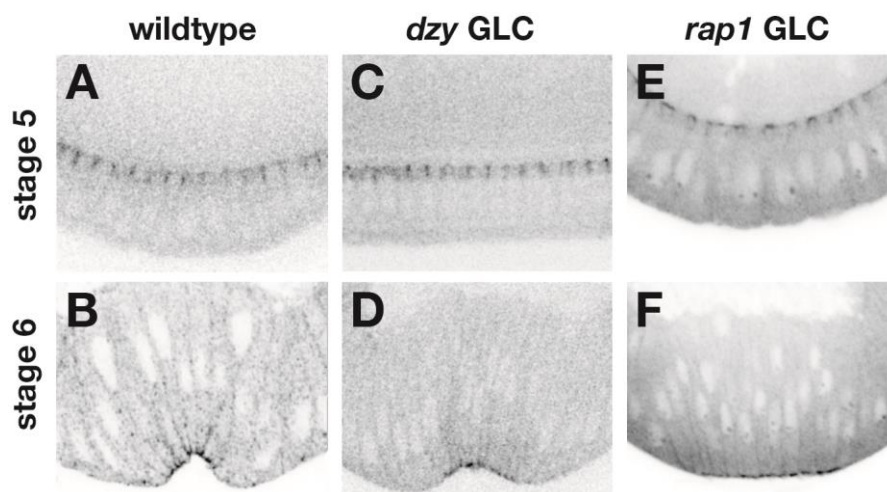 wildtype dzy GLC rap1 GLC
stage 5
A C E
stage 6
B D F